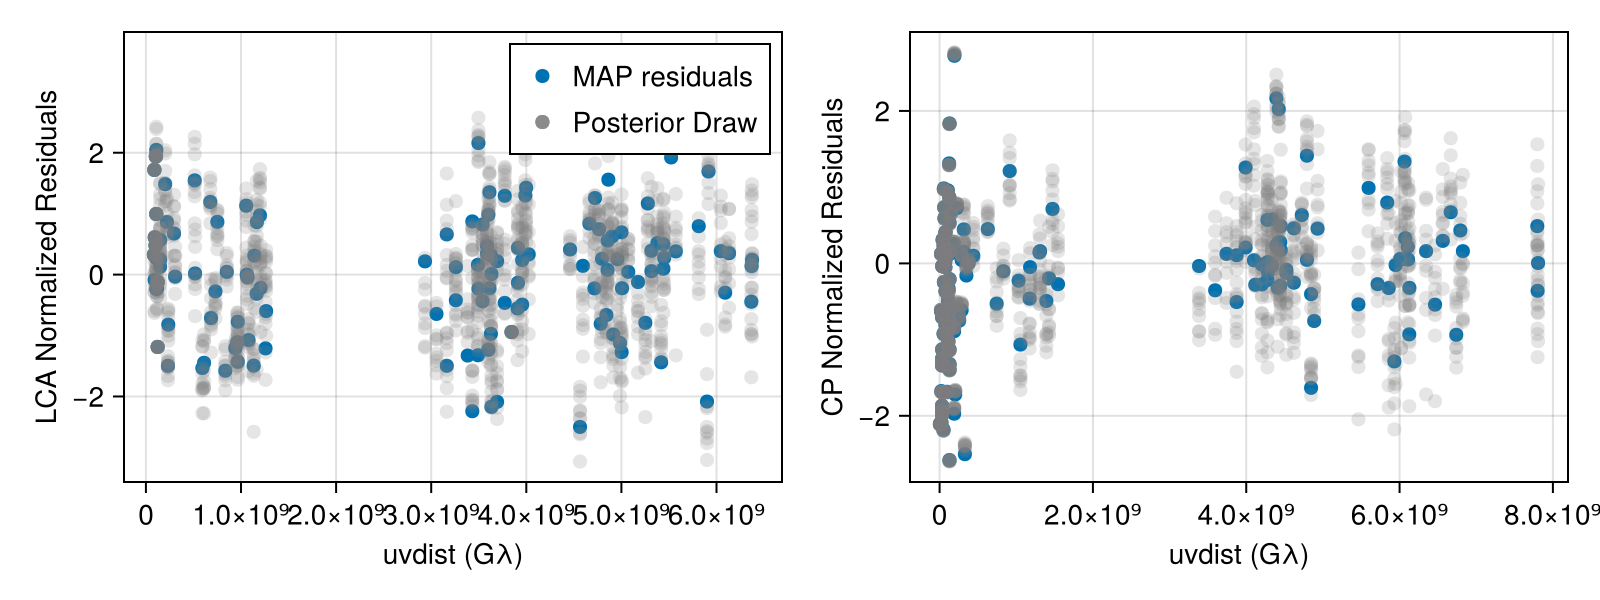 LCA Normalized Residuals
2
0
−2
MAP residuals
Posterior Draw
0 1.0×10⁹ 2.0×10⁹ 3.0×10⁹ 4.0×10⁹ 5.0×10⁹ 6.0×10⁹
uvdist (Gλ)
CP Normalized Residuals
2
0
−2
0 2.0×10⁹ 4.0×10⁹ 6.0×10⁹ 8.0×10⁹
uvdist (Gλ)